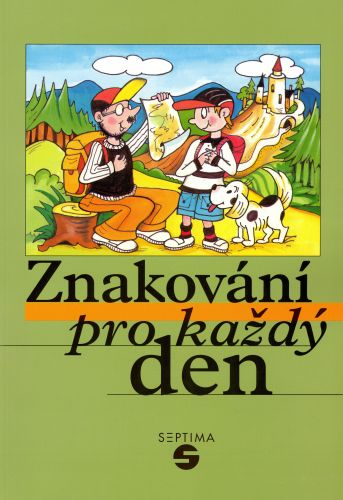 Znakování
pro každý
den
SEPTIMA
S